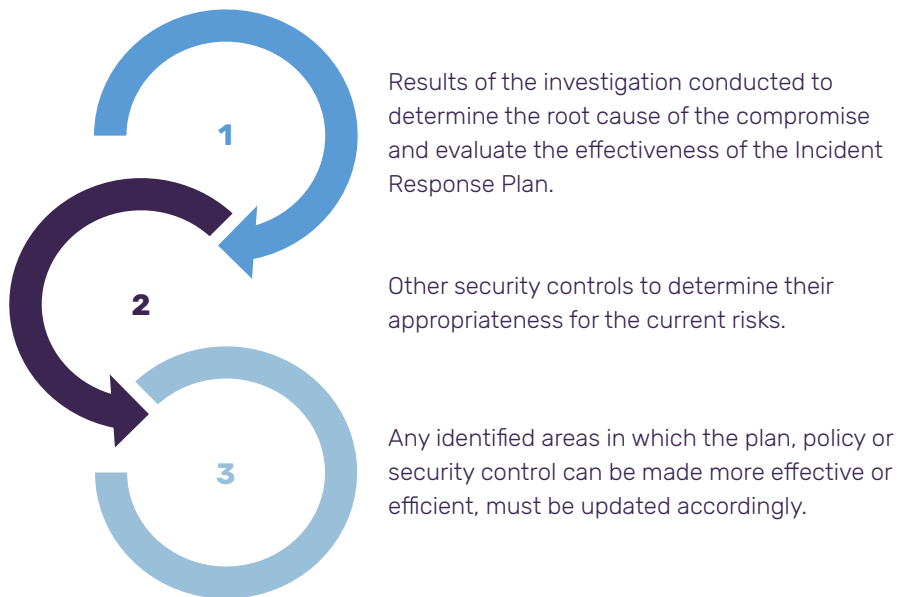 1
Results of the investigation conducted to
determine the root cause of the compromise
and evaluate the effectiveness of the Incident
Response Plan.
2
Other security controls to determine their
appropriateness for the current risks.
3
Any identified areas in which the plan, policy or
security control can be made more effective or
efficient, must be updated accordingly.